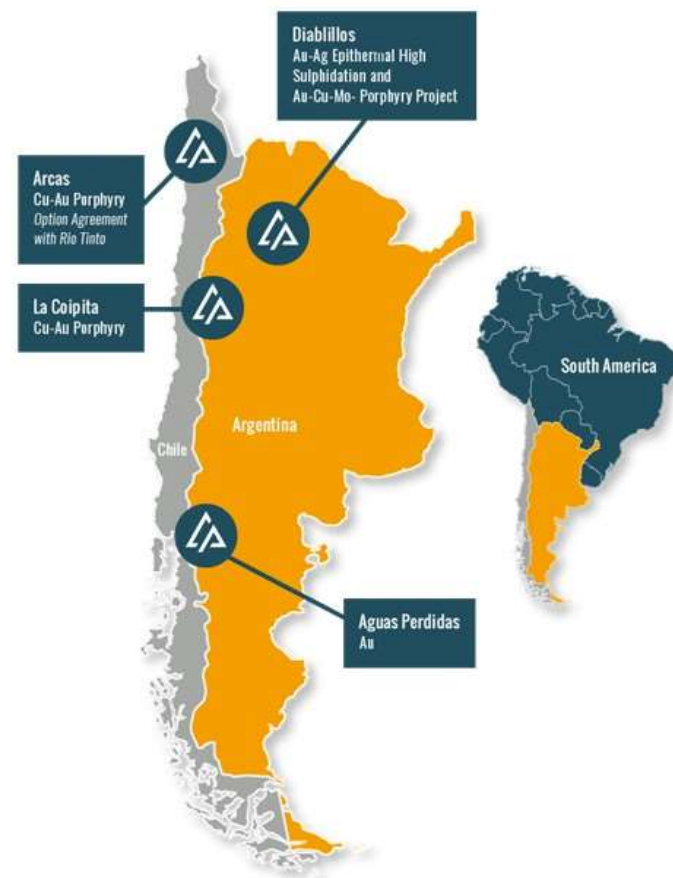 Diablillos
Au-Ag Epithermal High
Sulphidation and
Au-Cu-Mo- Porphyry Project
Arcas
Cu-Au Porphyry
Option Agreement
with Rio Tinto
La Coipita
Cu-Au Porphyry
South America
Argentina
Chile
Aguas Perdidas
Au